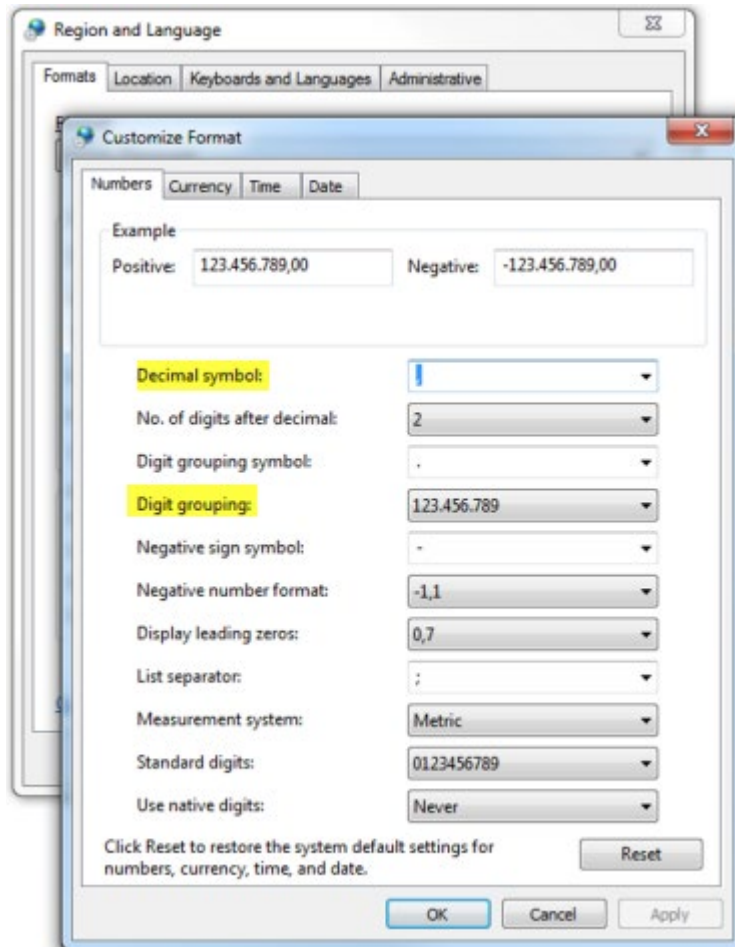 Region and Language
Formats Location Keyboards and Languages Administrative
Customize Format
Numbers Currency Time Date
Example
Positive: 123.456.789,00 Negative: -123.456.789,00
Decimal symbol: ,
No. of digits after decimal: 2
Digit grouping symbol: .
Digit grouping: 123.456.789
Negative sign symbol: -
Negative number format: -1,1
Display leading zeros: 0,7
List separator: ;
Measurement system: Metric
Standard digits: 0123456789
Use native digits: Never
Click Reset to restore the system default settings for
numbers, currency, time, and date.
Reset
OK Cancel Apply